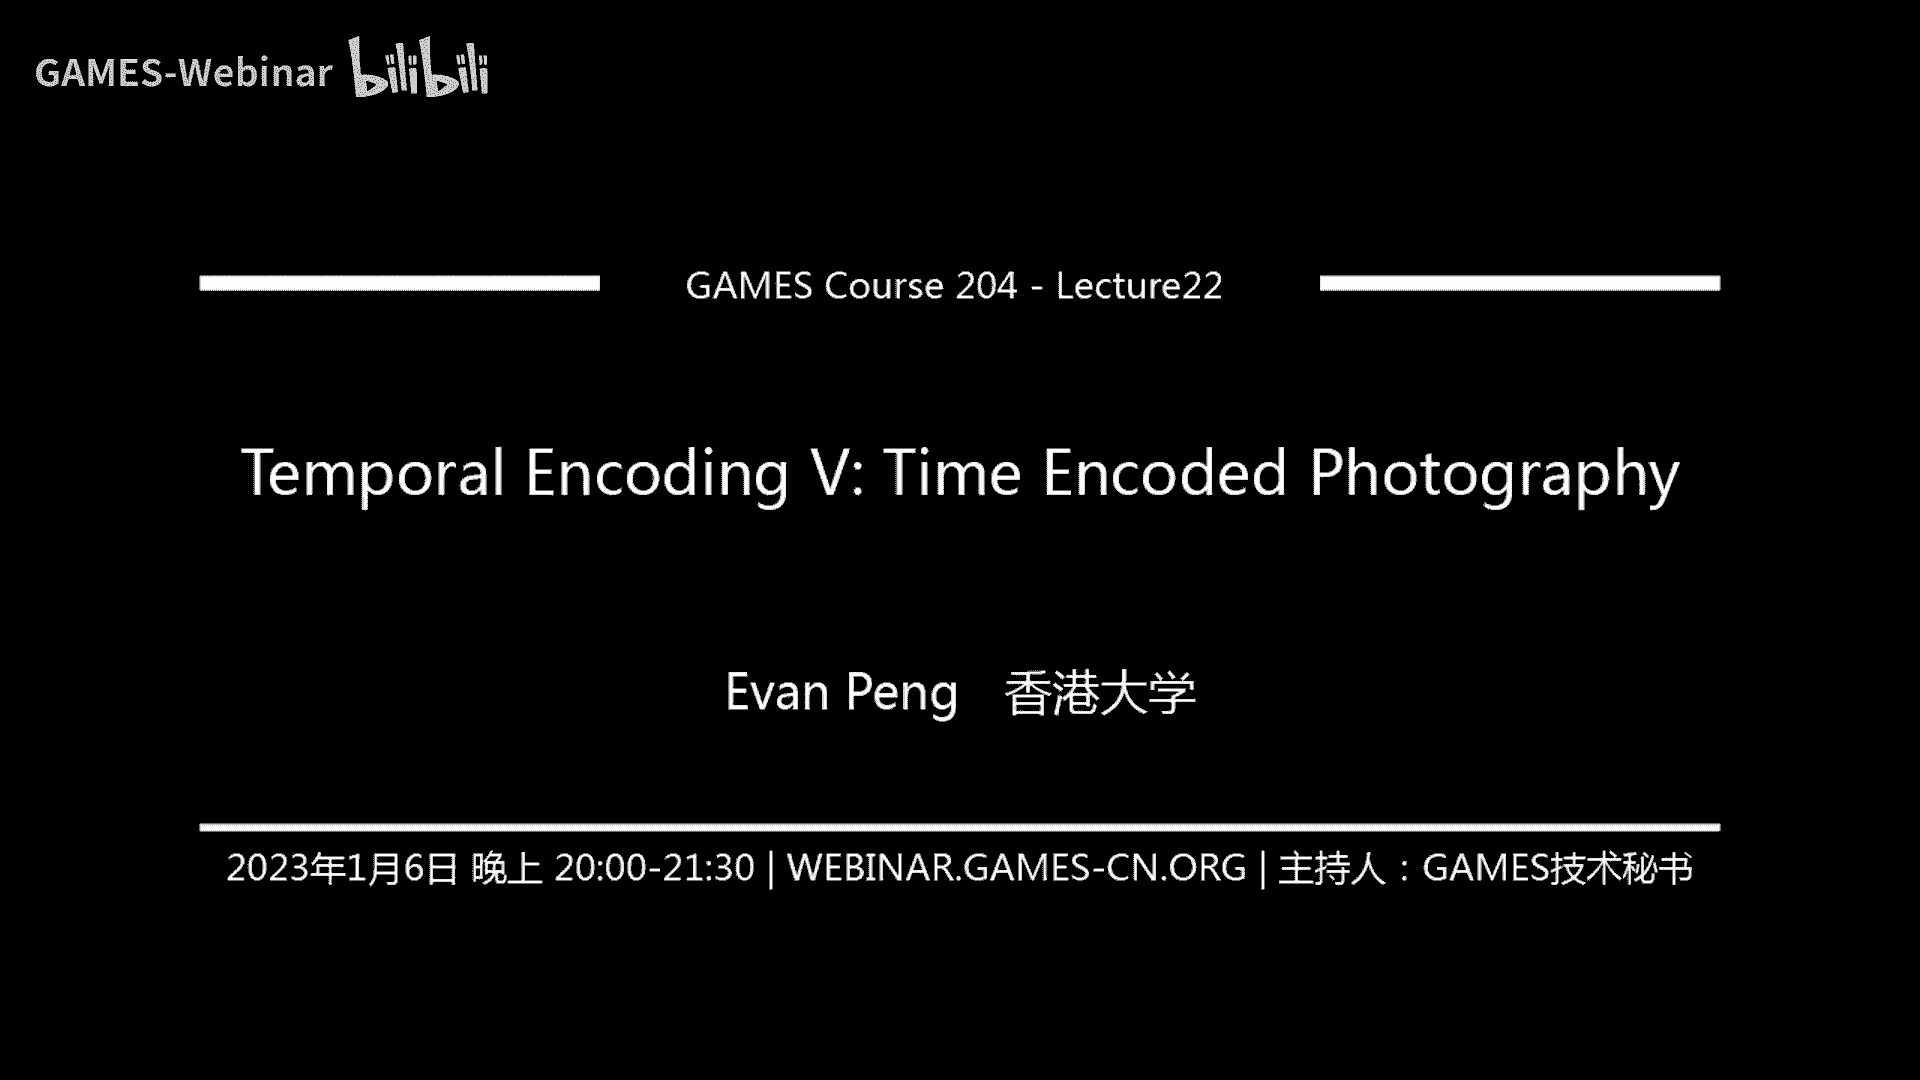 GAMES-Webinar bilibili
GAMES Course 204 - Lecture22
Temporal Encoding V: Time Encoded Photography
Evan Peng 香港大学
2023年1月6日 晚上 20:00-21:30 | WEBINAR.GAMES-CN.ORG | 主持人：GAMES技术秘书